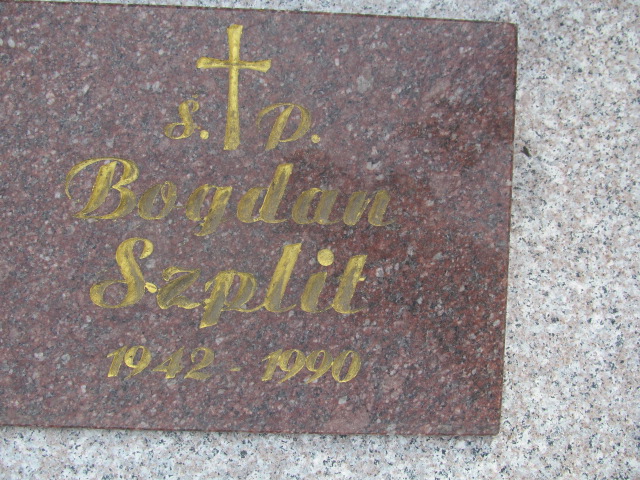 ś. p.
Bogdan
Szplit
1942 - 1990